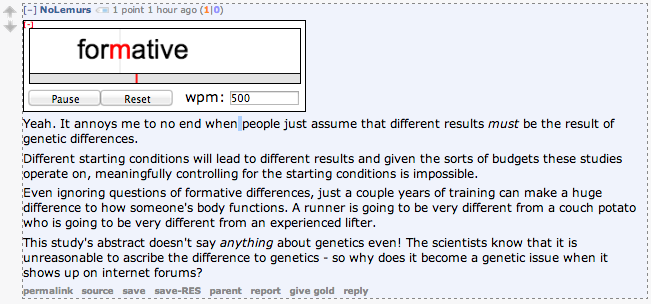 [–] NoLemurs 1 point 1 hour ago (1|0)
[-]
formative
Pause Reset wpm: 500
Yeah. It annoys me to no end when people just assume that different results must be the result of
genetic differences.
Different starting conditions will lead to different results and given the sorts of budgets these studies
operate on, meaningfully controlling for the starting conditions is impossible.
Even ignoring questions of formative differences, just a couple years of training can make a huge
difference to how someone's body functions. A runner is going to be very different from a couch potato
who is going to be very different from an experienced lifter.
This study's abstract doesn't say anything about genetics even! The scientists know that it is
unreasonable to ascribe the difference to genetics - so why does it become a genetic issue when it
shows up on internet forums?
permalink source save save-RES parent report give gold reply